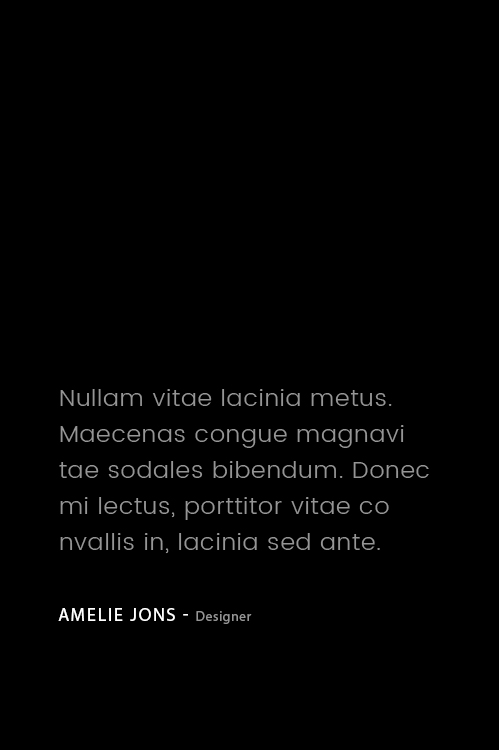 Nullam vitae lacinia metus.
Maecenas congue magnavi
tae sodales bibendum. Donec
mi lectus, porttitor vitae co
nvallis in, lacinia sed ante.
AMELIE JONS - Designer